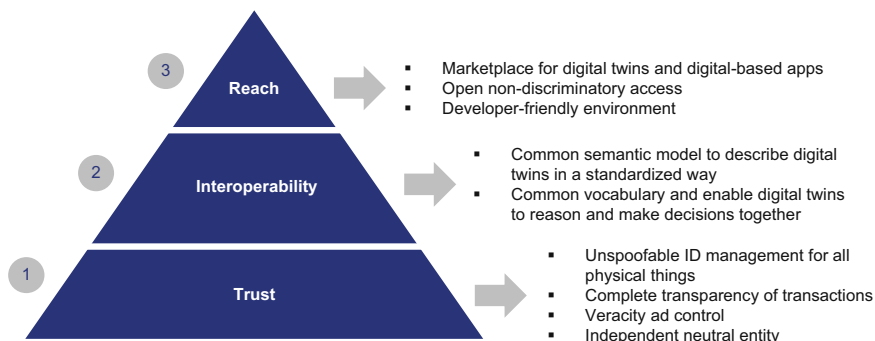 3
Reach
▪ Marketplace for digital twins and digital-based apps
▪ Open non-discriminatory access
▪ Developer-friendly environment
2
Interoperability
▪ Common semantic model to describe digital
twins in a standardized way
▪ Common vocabulary and enable digital twins
to reason and make decisions together
1
Trust
▪ Unspoofable ID management for all
physical things
▪ Complete transparency of transactions
▪ Veracity ad control
▪ Independent neutral entity